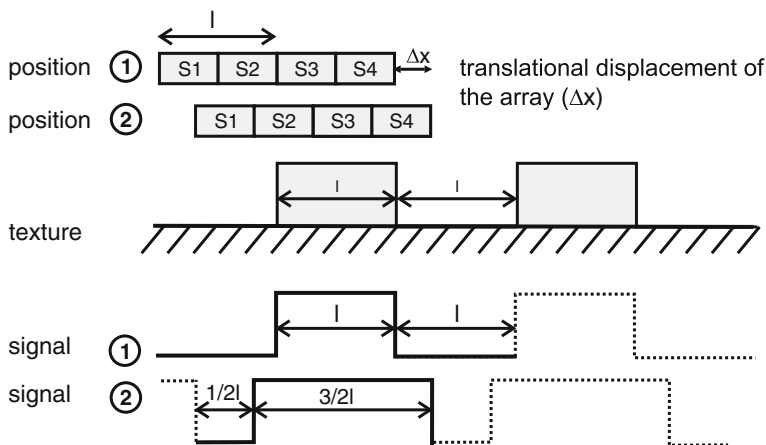 l
position 1 S1 S2 S3 S4 Δx translational displacement of
the array (Δx)
position 2 S1 S2 S3 S4
l l
texture
l l
signal 1
signal 2 1/2l 3/2l